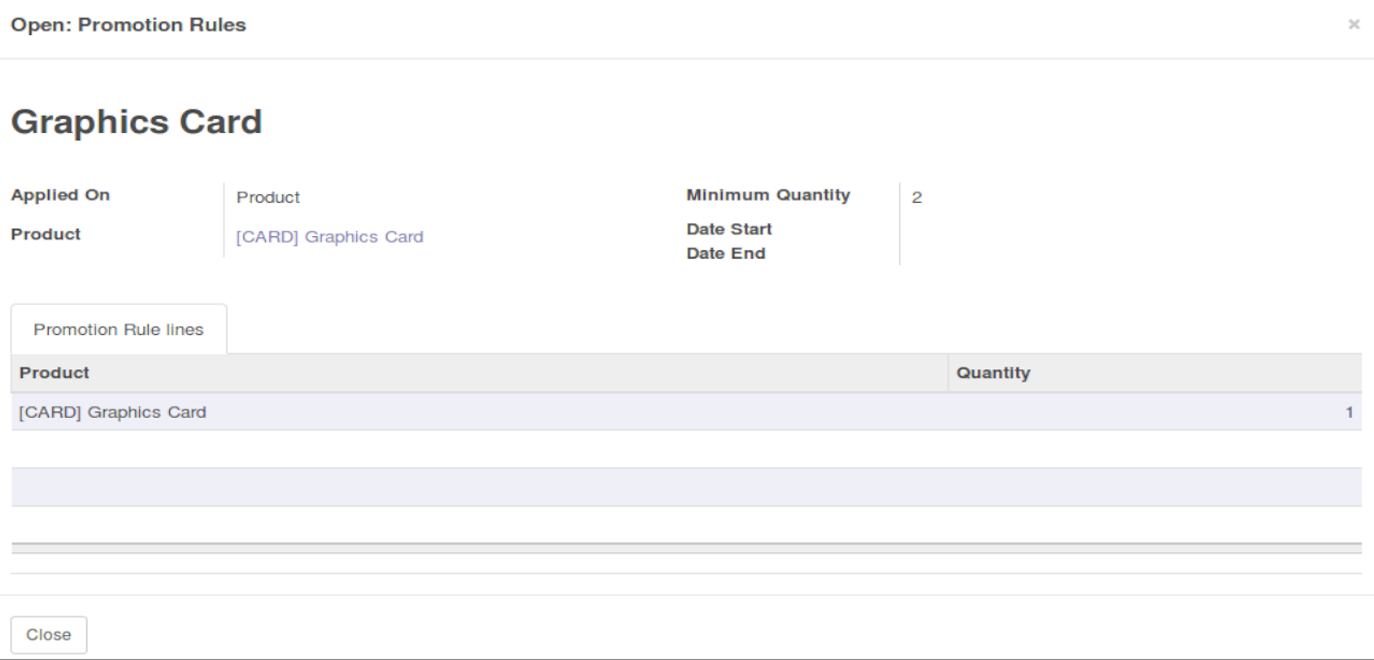 Open: Promotion Rules ×
Graphics Card
Applied On Product Minimum Quantity 2
Product [CARD] Graphics Card Date Start
Date End
Promotion Rule lines
Product Quantity
[CARD] Graphics Card 1
Close